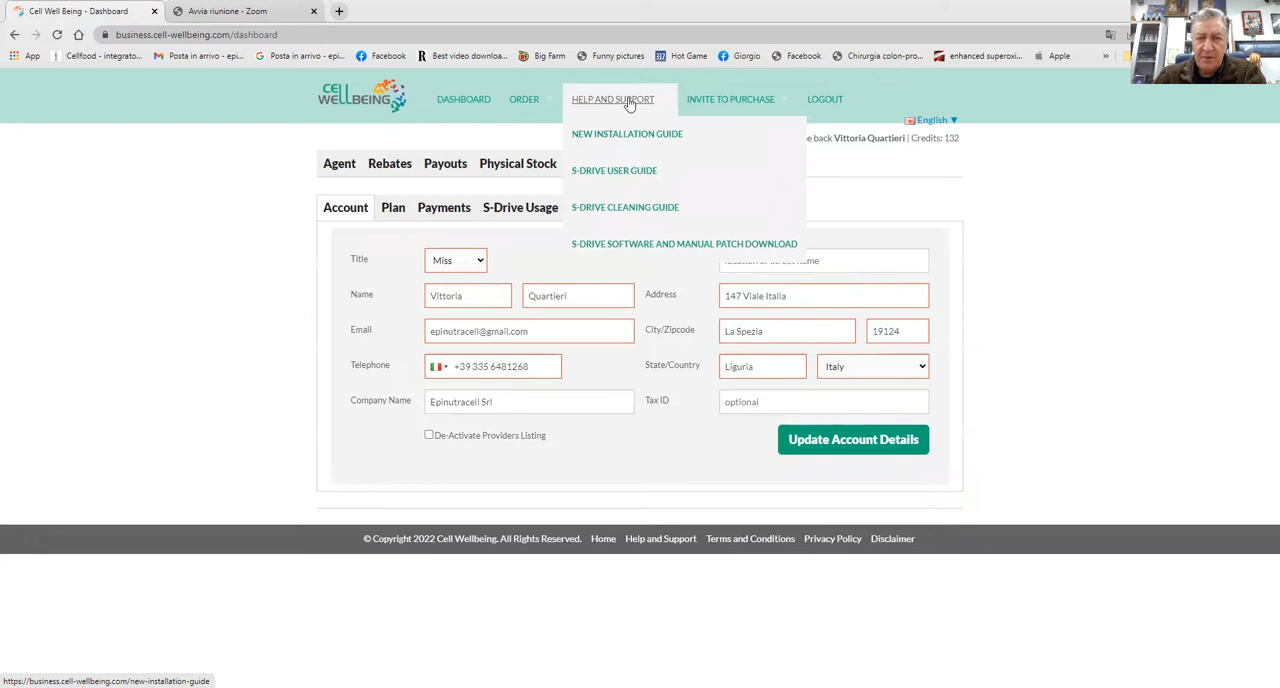 Cell Well Being - Dashboard
Avvia riunione - Zoom
business.cell-wellbeing.com/dashboard
App
Cellfood - integrato...
Posta in arrivo - epi...
Posta in arrivo - epi...
Facebook
Best video downloa...
Big Farm
Funny pictures
Hot Game
Giorgio
Facebook
Chirurgia colon-pro...
enhanced superoxi...
Apple
»
CELL WELLBEING
DASHBOARD
ORDER
HELP AND SUPPORT
INVITE TO PURCHASE
LOGOUT
English ▼
NEW INSTALLATION GUIDE
S-DRIVE USER GUIDE
S-DRIVE CLEANING GUIDE
S-DRIVE SOFTWARE AND MANUAL PATCH DOWNLOAD
back Vittoria Quartieri | Credits: 132
Agent
Rebates
Payouts
Physical Stock
Account
Plan
Payments
S-Drive Usage
Title
Miss
Name
Vittoria
Quartieri
Address
147 Viale Italia
Email
epinutracell@gmail.com
City/Zipcode
La Spezia
19124
Telephone
+39 335 6481268
State/Country
Liguria
Italy
Company Name
Epinutracell Srl
Tax ID
optional
De-Activate Providers Listing
Update Account Details
© Copyright 2022 Cell Wellbeing. All Rights Reserved.
Home
Help and Support
Terms and Conditions
Privacy Policy
Disclaimer
https://business.cell-wellbeing.com/new-installation-guide